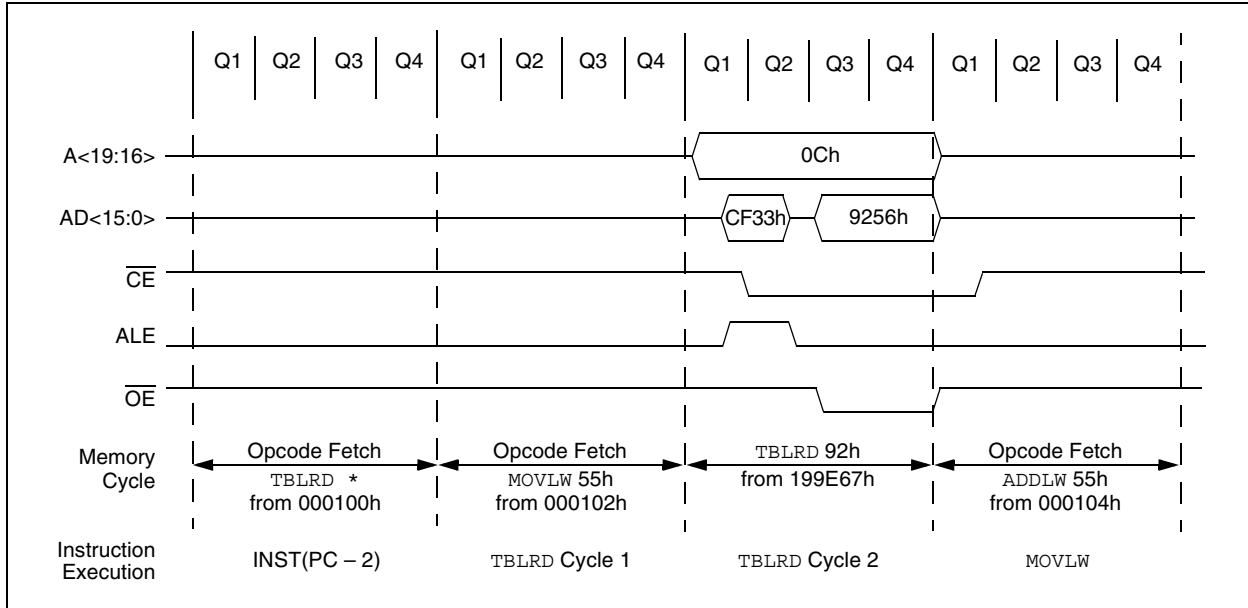 Q1 Q2 Q3 Q4 Q1 Q2 Q3 Q4 Q1 Q2 Q3 Q4 Q1 Q2 Q3 Q4
A<19:16>
0Ch
AD<15:0>
CF33h
9256h
CE
ALE
OE
Memory
Cycle
Opcode Fetch
TBLRD *
from 000100h
Opcode Fetch
MOVLW 55h
from 000102h
TBLRD 92h
from 199E67h
Opcode Fetch
ADDLW 55h
from 000104h
Instruction
Execution
INST(PC – 2)
TBLRD Cycle 1
TBLRD Cycle 2
MOVLW